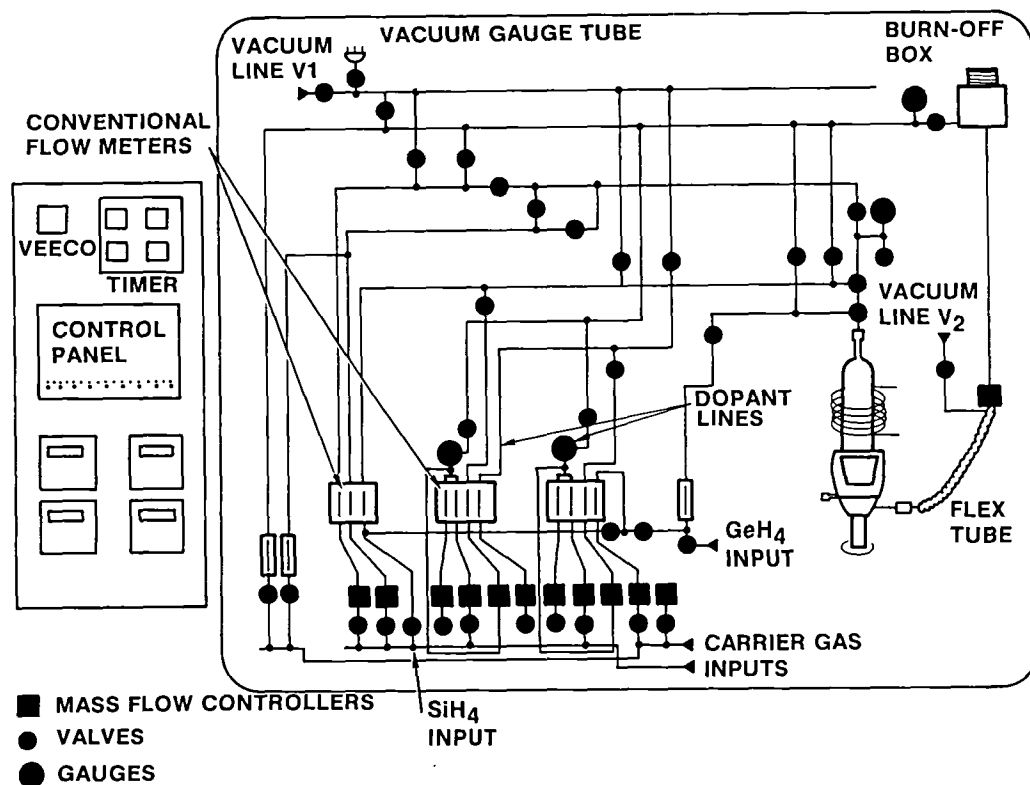 VACUUM GAUGE TUBE
VACUUM
LINE V1
BURN-OFF
BOX
CONVENTIONAL
FLOW METERS
VEECO
TIMER
CONTROL
PANEL
VACUUM
LINE V2
DOPANT
LINES
FLEX
TUBE
GeH4
INPUT
CARRIER GAS
INPUTS
SiH4
INPUT
MASS FLOW CONTROLLERS
VALVES
GAUGES